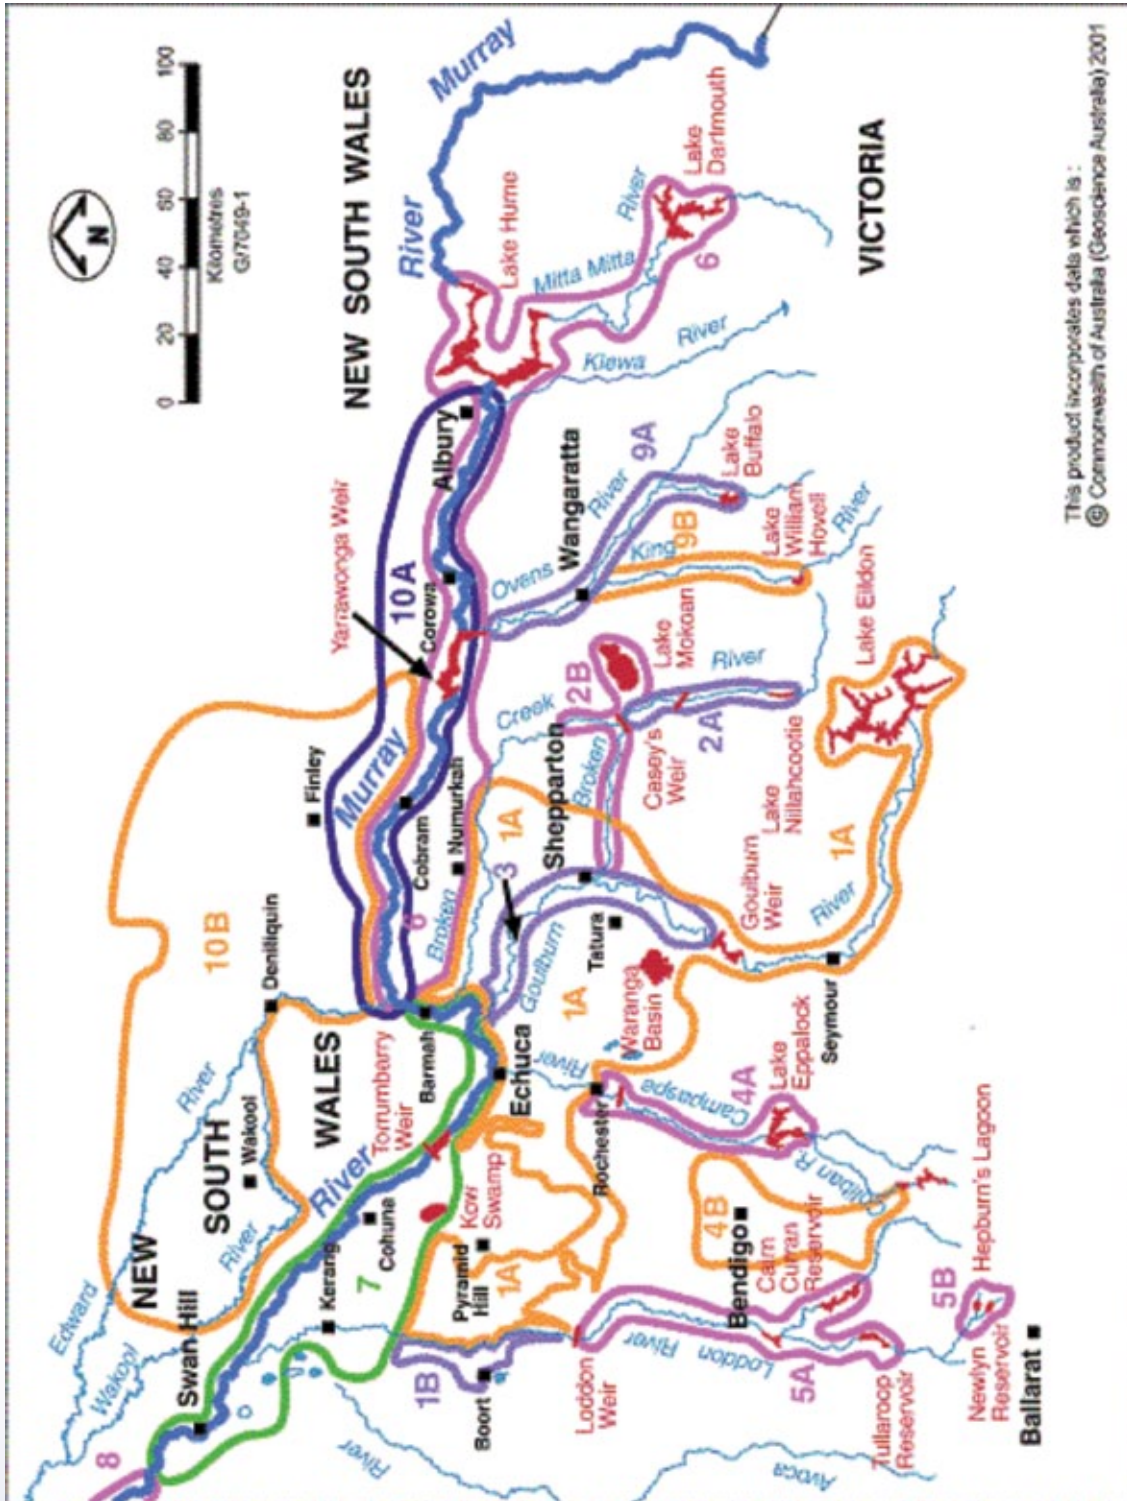 N
0 20 40 60 80 100
Kilometres
G/7049-1
NEW SOUTH WALES
Murray
River
Lake Hume
Mitta Mitta
River
Lake
Dartmouth
6
VICTORIA
Kiewa
River
Albury
Yarrawonga Weir
10A
Corowa
Ovens
River
Wangaratta
9A
Lake
Buffalo
King
9B
Lake
William
Hovell
River
Lake
Mokoan
River
Lake Eildon
Creek
2B
2A
Casey's
Weir
Lake
Nillahcootie
Shepparton
Broken
Finley
Murray
Cobram
Numurkah
6
Broken
1A
3
Goulburn
Tatura
Goulburn
Weir
1A
River
Seymour
10B
Deniliquin
Barmah
Echuca
1A
Waranga
Basin
River
Campaspe
Rochester
4A
Lake
Eppalock
Coliban R.
NEW
SOUTH
WALES
Edward
River
Wakool
Wakool
River
Torrumbarry
Weir
River
Kow
Swamp
Cohuna
Kerang
7
Pyramid
Hill
1A
4B
Bendigo
Cairn
Curran
Reservoir
Hepburn's Lagoon
5B
Newlyn
Reservoir
Ballarat
Swan Hill
8
1B
Boort
Loddon
Weir
River
Loddon
5A
Tullaroop
Reservoir
River
Avoca
This product incorporates data which is :
© Commonwealth of Australia (Geoscience Australia) 2001